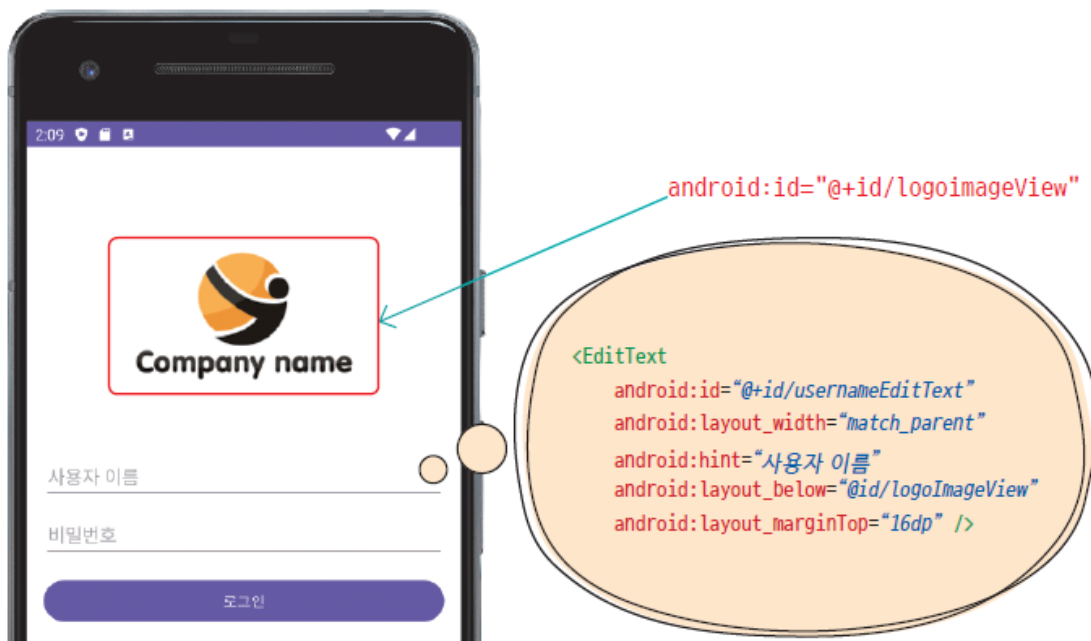 2:09
android:id="@+id/logoimageView"
Company name
<EditText
android:id=“@+id/usernameEditText”
android:layout_width=“match_parent”
android:hint=“사용자 이름”
android:layout_below=“@id/logoImageView”
android:layout_marginTop=“16dp” />
사용자 이름
비밀번호
로그인